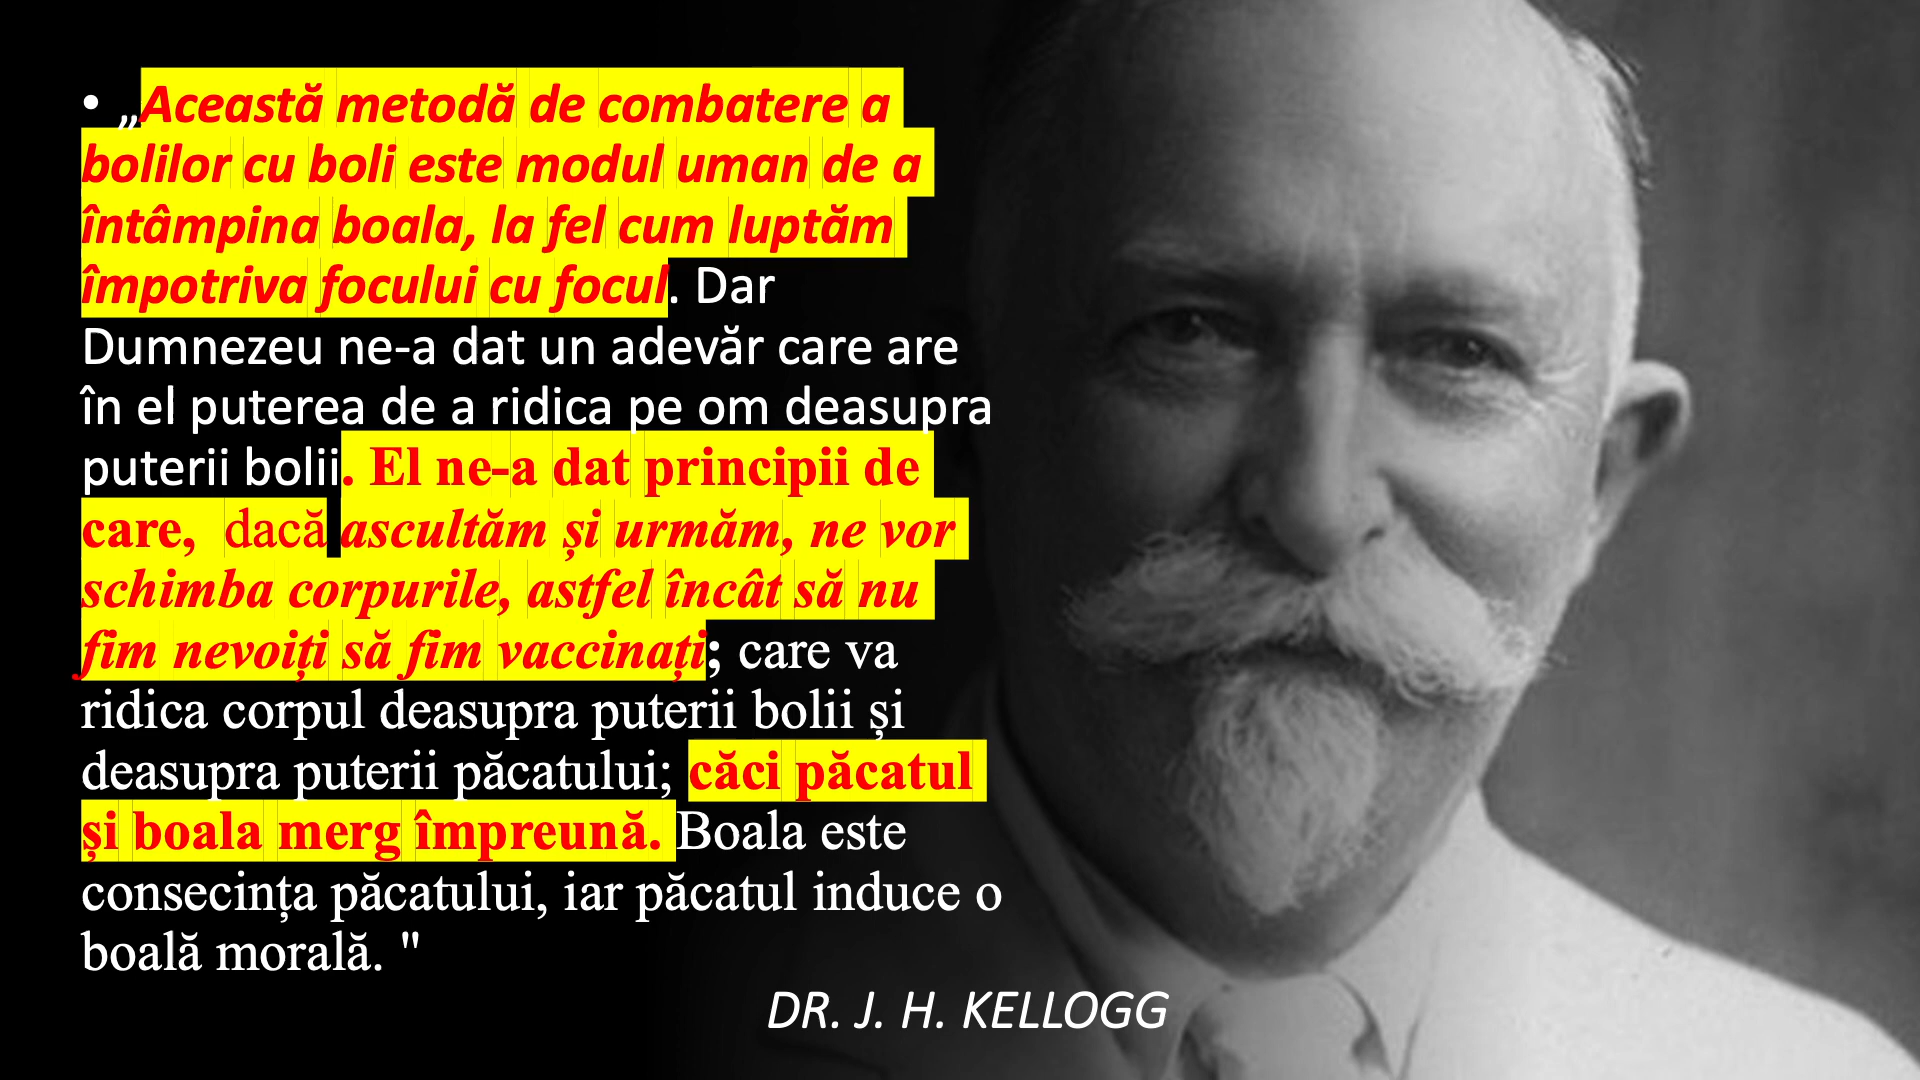 • „Această metodă de combatere a
bolilor cu boli este modul uman de a
întâmpina boala, la fel cum luptăm
împotriva focului cu focul. Dar
Dumnezeu ne-a dat un adevăr care are
în el puterea de a ridica pe om deasupra
puterii bolii. El ne-a dat principii de
care, dacă ascultăm și urmăm, ne vor
schimba corpurile, astfel încât să nu
fim nevoiți să fim vaccinați; care va
ridica corpul deasupra puterii bolii și
deasupra puterii păcatului; căci păcatul
și boala merg împreună. Boala este
consecința păcatului, iar păcatul induce o
boală morală. "
DR. J. H. KELLOGG